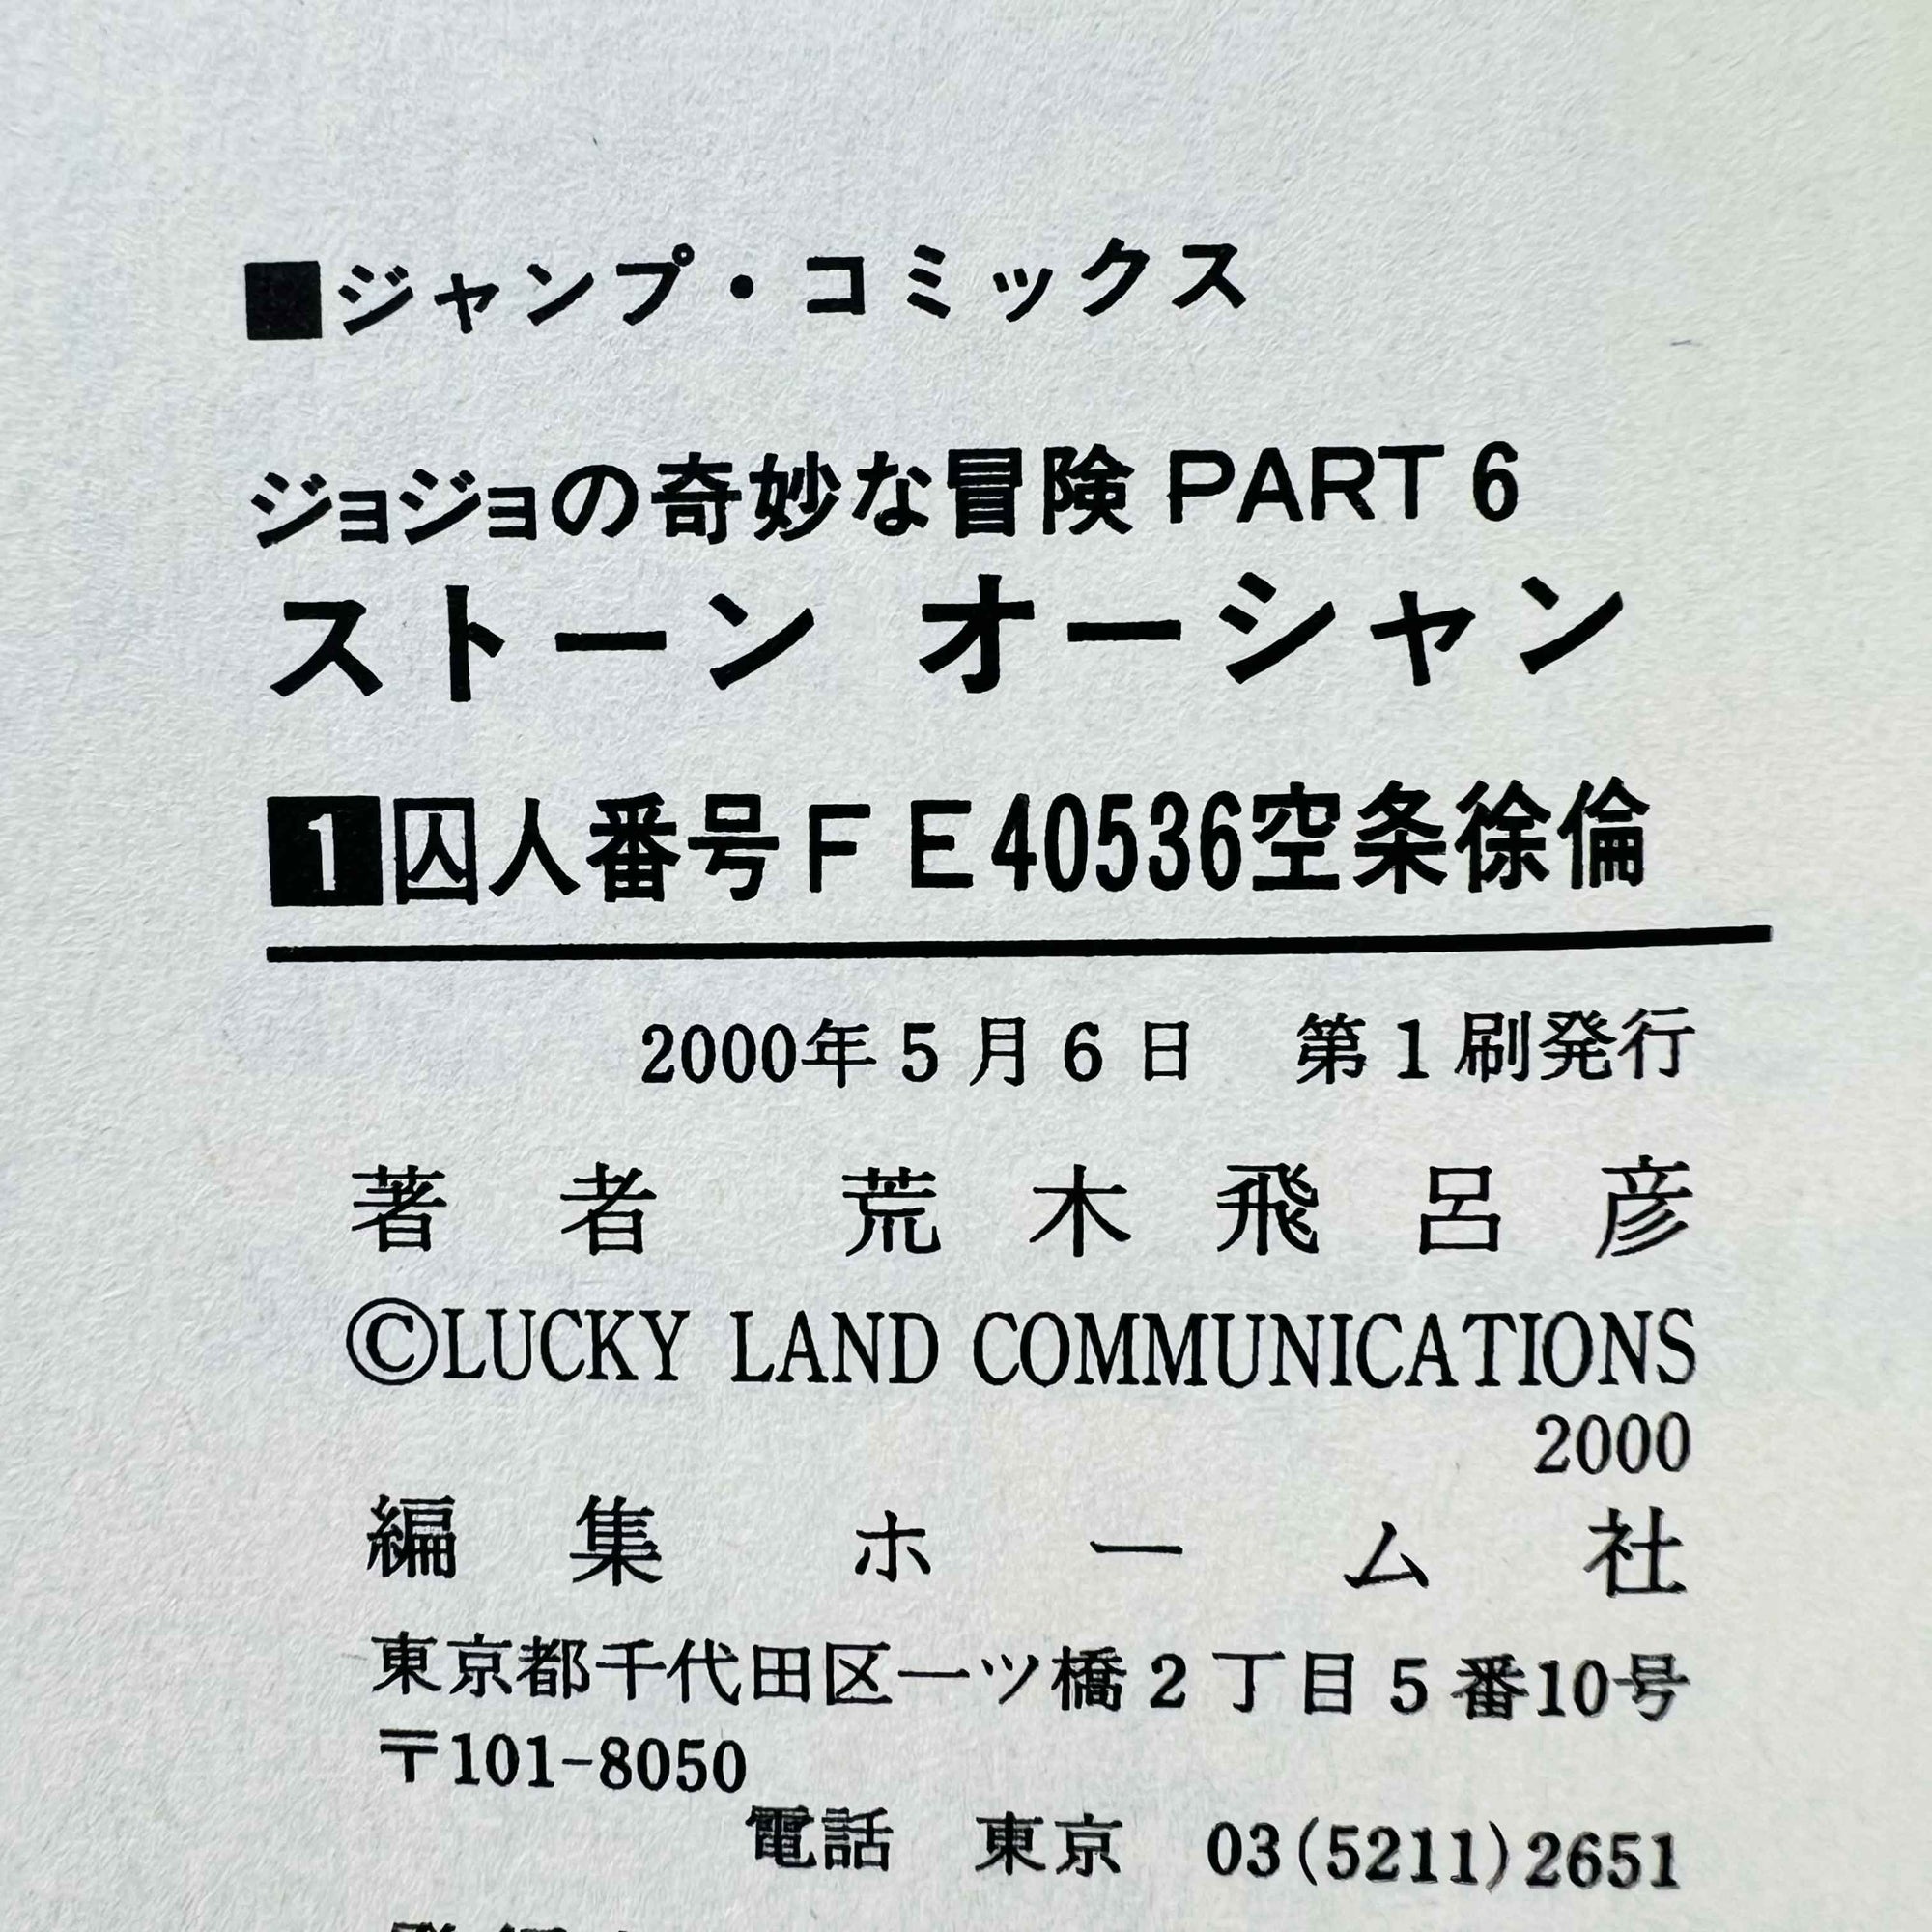 ■ジャンプ・コミックス
ジョジョの奇妙な冒険 PART 6
ストーン オーシャン
1 囚人番号FE40536空条徐倫
2000年5月6日 第1刷発行
著者 荒木飛呂彦
©LUCKY LAND COMMUNICATIONS
2000
編集 ホーム社
東京都千代田区一ツ橋2丁目5番10号
〒101-8050
電話 東京 03(5211)2651